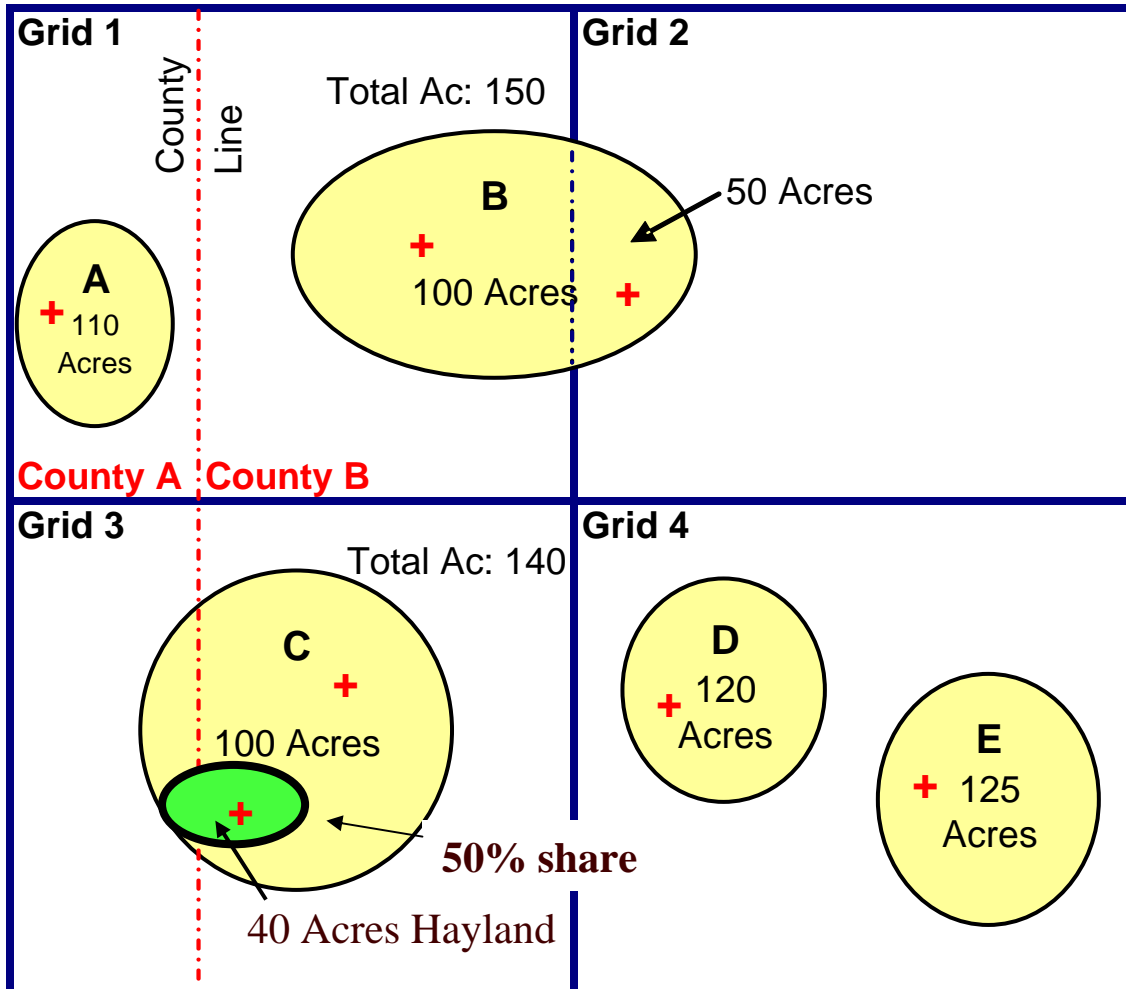 Grid 1
Grid 2
County
Line
Total Ac: 150
B
50 Acres
A
100 Acres
110
Acres
County A
County B
Grid 3
Grid 4
Total Ac: 140
C
D
120
Acres
100 Acres
E
125
Acres
50% share
40 Acres Hayland